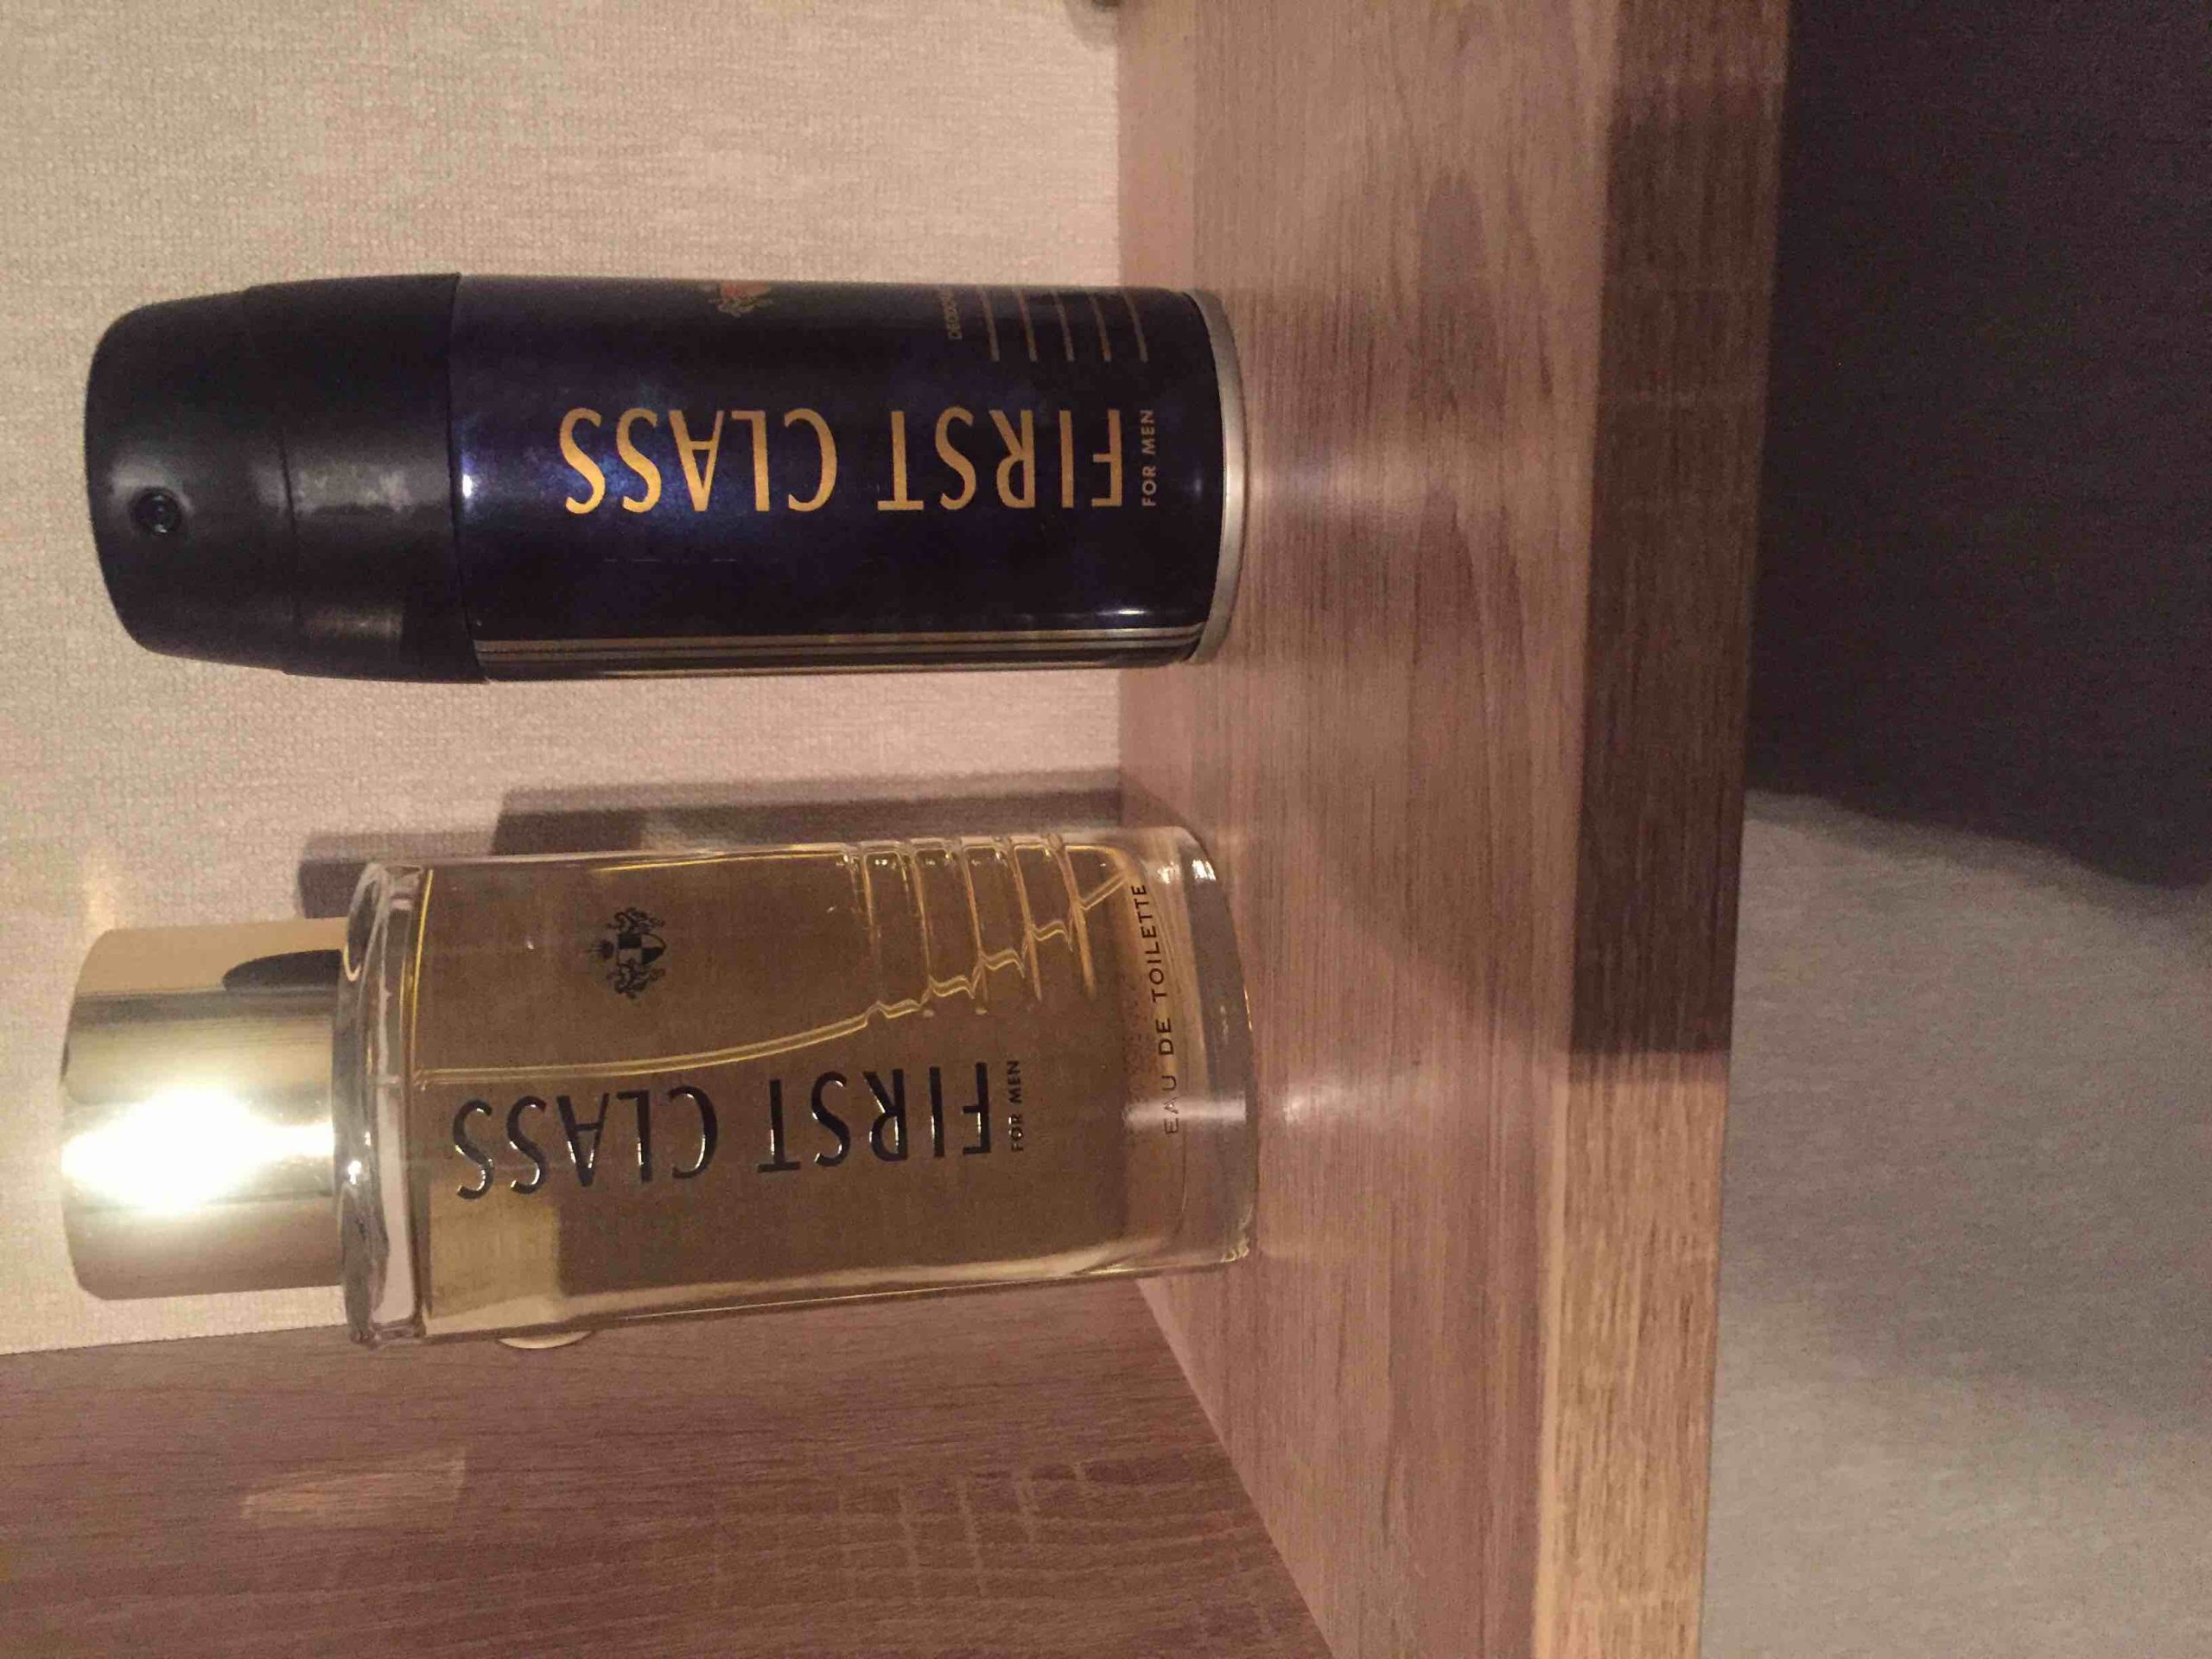 FIRST CLASS
FOR MEN
EAU DE TOILETTE
FIRST CLASS
FOR MEN